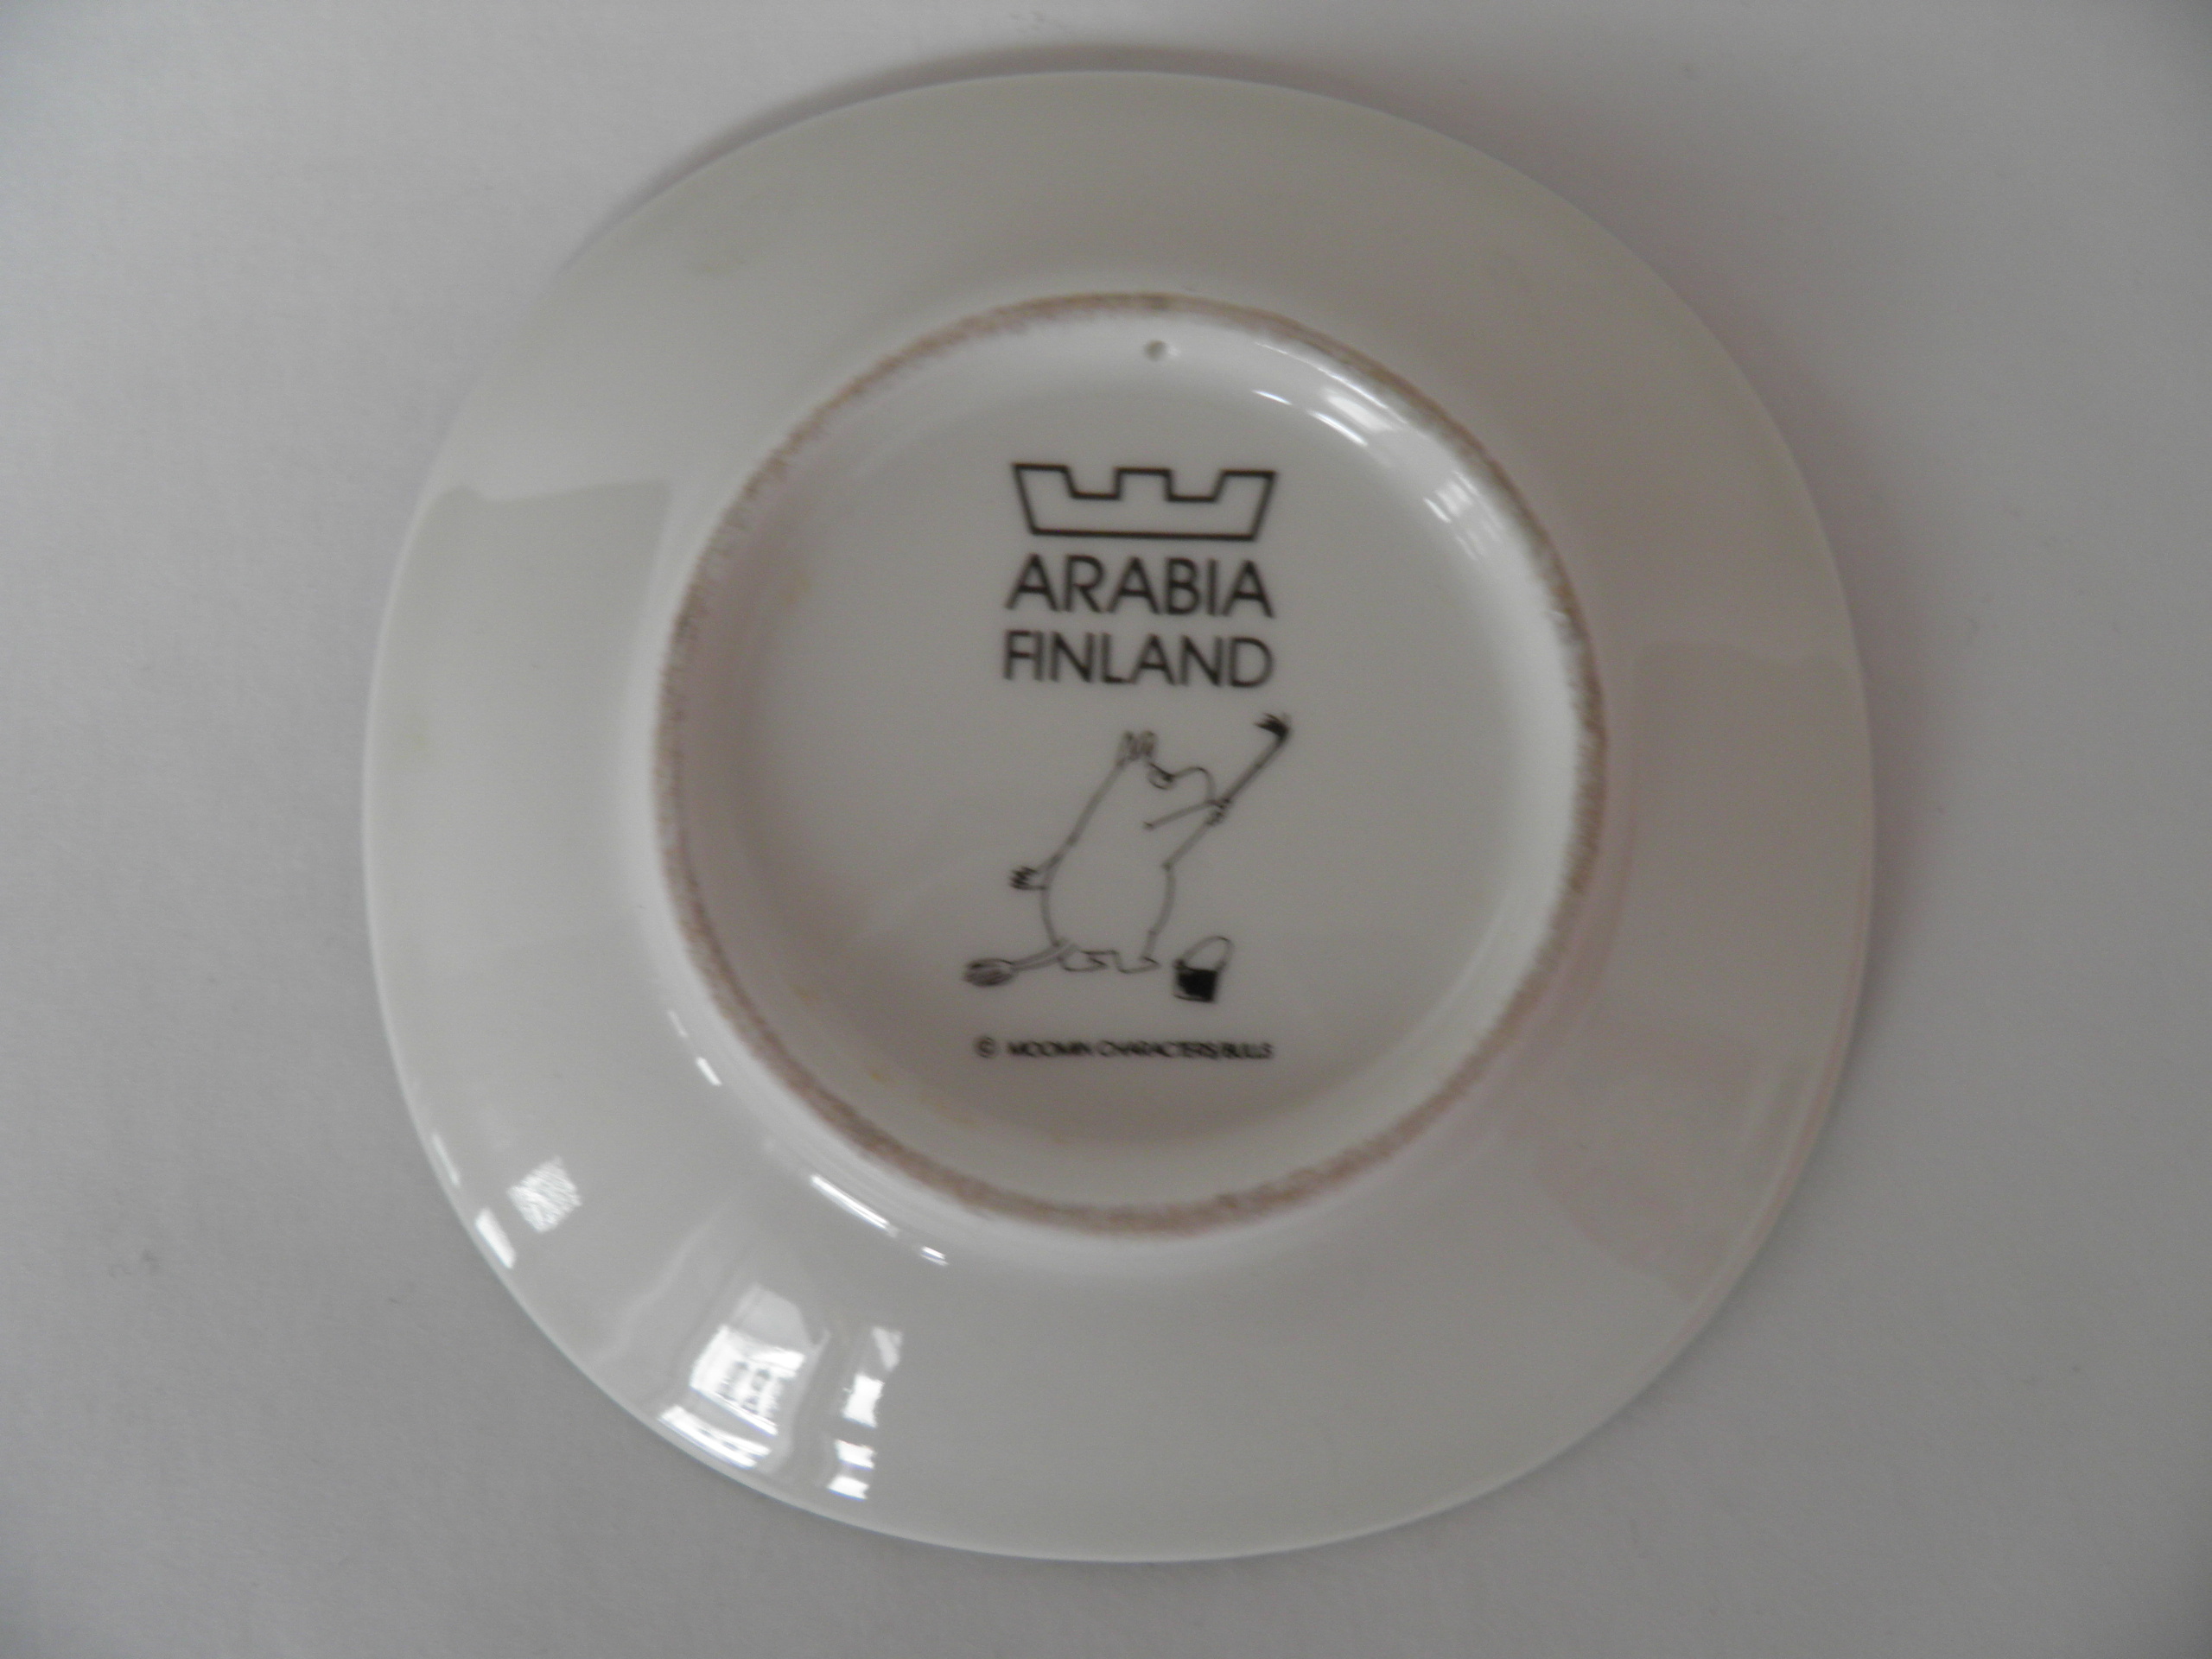 ARABIA
FINLAND
© MOOMIN CHARACTERS/BULLS